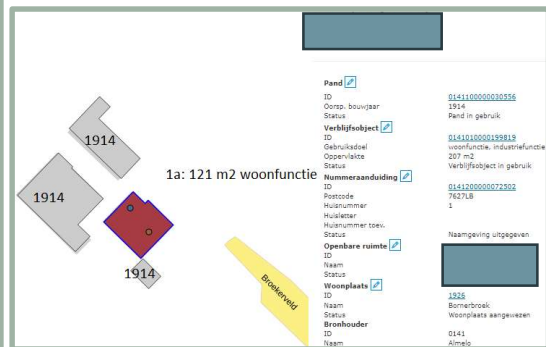 1914
1914
1914
1a: 121 m2 woonfunctie
Broekerveld
Pand
ID 0141100000030556
Oorsp. bouwjaar 1914
Status Pand in gebruik
Verblijfsobject
ID 0141010000199819
Gebruiksdoel woonfunctie, industriefunctie
Oppervlakte 207 m2
Status Verblijfsobject in gebruik
Nummeraanduiding
ID 0141200000072502
Postcode 7627LB
Huisnummer 1
Huisletter
Huisnummer toev.
Status Naamgeving uitgegeven
Openbare ruimte
ID
Naam
Status
Woonplaats
ID 1926
Naam Bornerbroek
Status Woonplaats aangewezen
Bronhouder
ID 0141
Naam Almelo